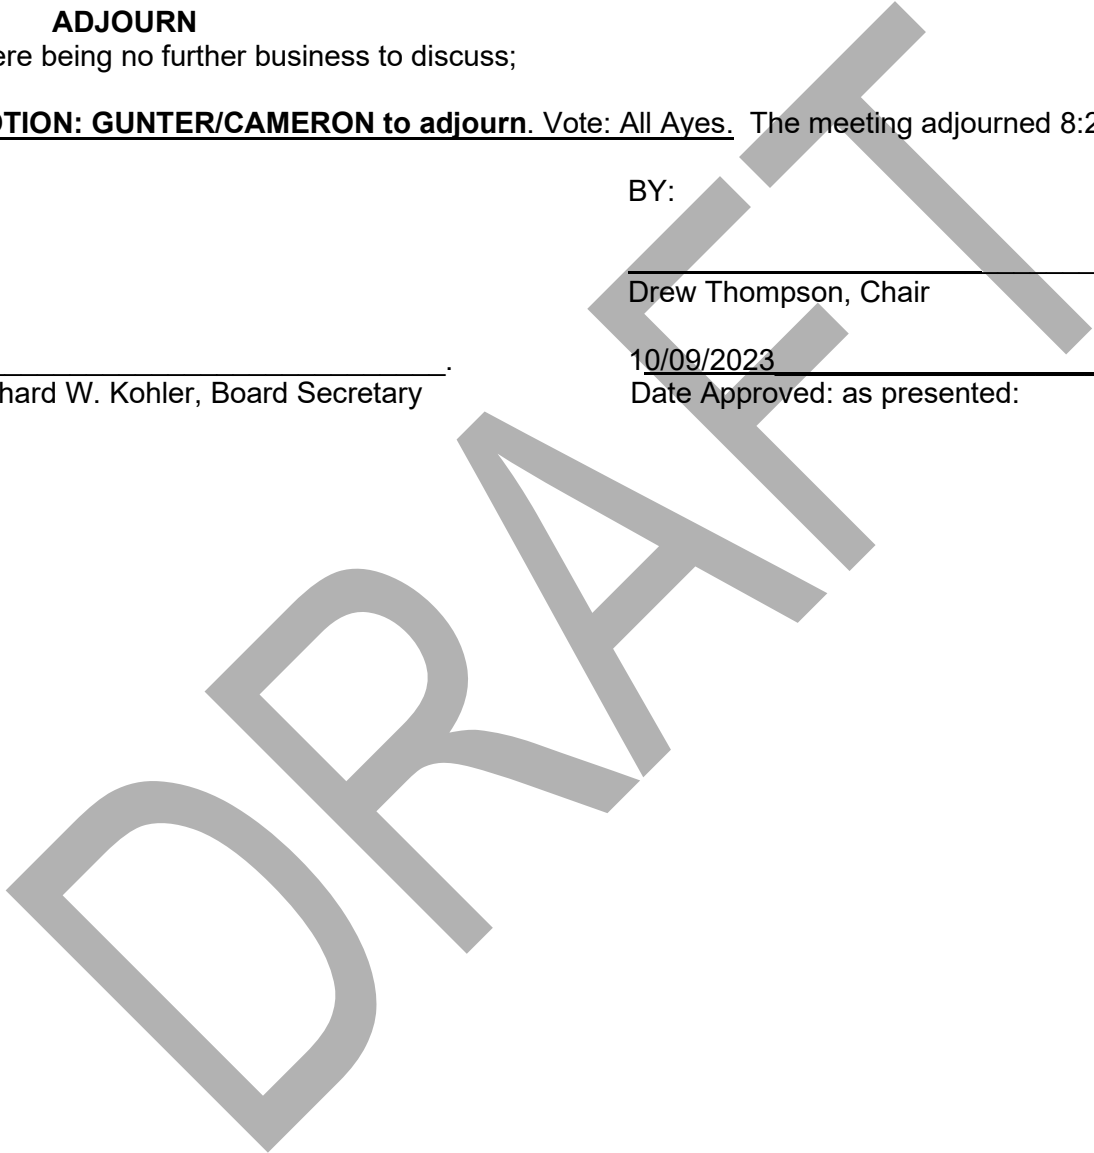 ADJOURN
ere being no further business to discuss;
OTION: GUNTER/CAMERON to adjourn. Vote: All Ayes. The meeting adjourned 8:2
BY:
Drew Thompson, Chair
. 10/09/2023
hard W. Kohler, Board Secretary Date Approved: as presented:
DRAFT